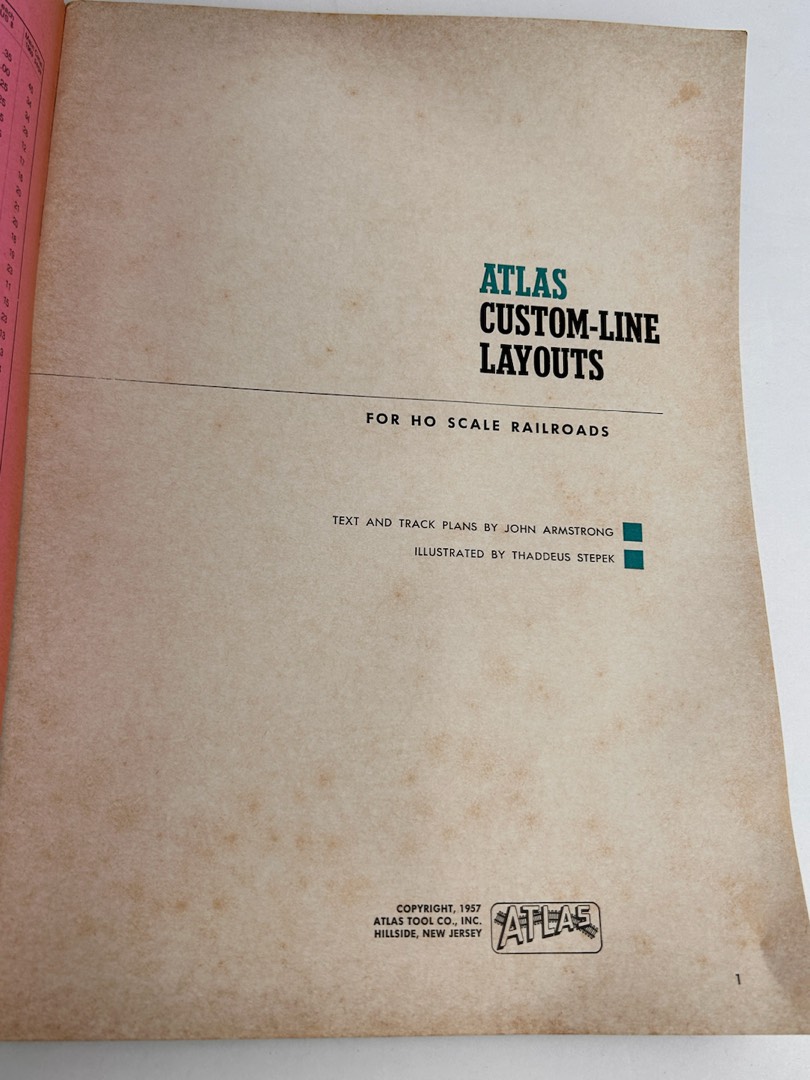 ATLAS
CUSTOM-LINE
LAYOUTS
FOR HO SCALE RAILROADS
TEXT AND TRACK PLANS BY JOHN ARMSTRONG
ILLUSTRATED BY THADDEUS STEPEK
COPYRIGHT, 1957
ATLAS TOOL CO., INC.
HILLSIDE, NEW JERSEY
ATLAS
1